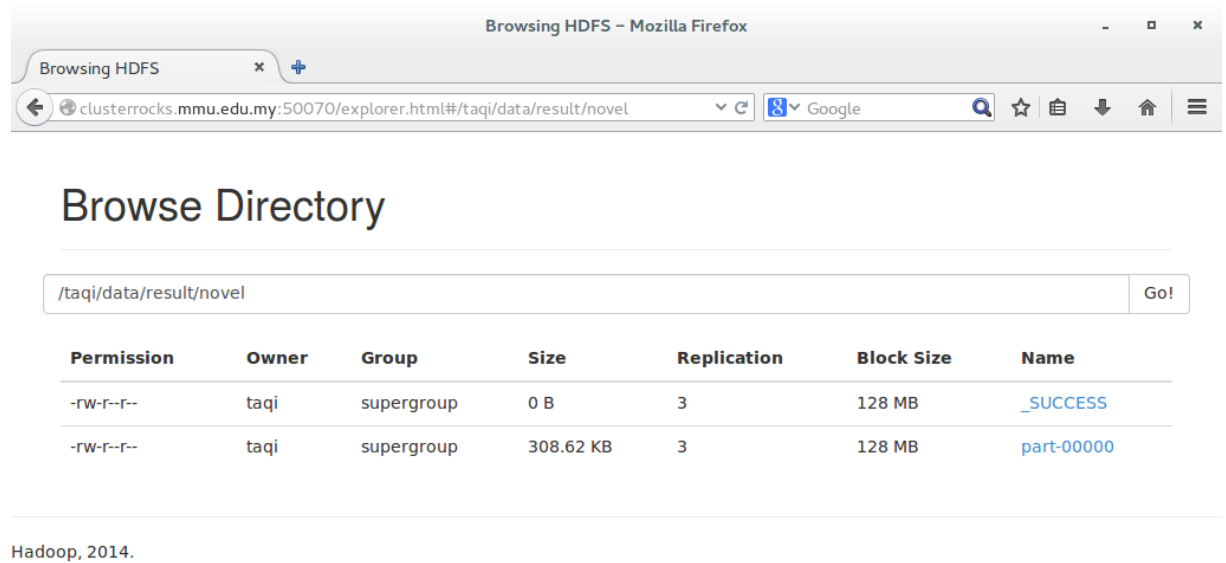 Browsing HDFS – Mozilla Firefox
Browsing HDFS
clusterrocks.mmu.edu.my:50070/explorer.html#/taqi/data/result/novel Google
Browse Directory
/taqi/data/result/novel Go!
Permission Owner Group Size Replication Block Size Name
-rw-r--r-- taqi supergroup 0 B 3 128 MB _SUCCESS
-rw-r--r-- taqi supergroup 308.62 KB 3 128 MB part-00000
Hadoop, 2014.